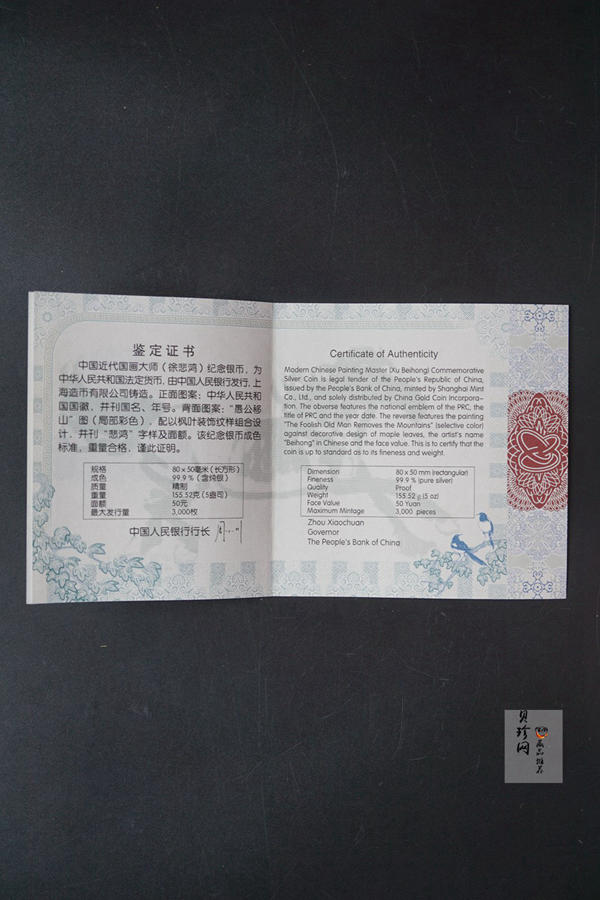 鉴定证书
中国近代国画大师（徐悲鸿）纪念银币，为
中华人民共和国法定货币，由中国人民银行发行，上
海造币有限公司铸造。正面图案：中华人民共和
国国徽，并刊国名、年号。背面图案：“愚公移
山”图（局部彩色），配以枫叶装饰纹样组合设
计，并刊“悲鸿”字样及面额。该纪念银币成色
标准，重量合格，谨此证明。
规格 80 x 50毫米（长方形）
成色 99.9％（含纯银）
质量 精制
重量 155.52克（5盎司）
面额 50元
最大发行量 3,000枚
中国人民银行行长
Certificate of Authenticity
Modern Chinese Painting Master (Xu Beihong) Commemorative
Silver Coin is legal tender of the People's Republic of China,
issued by the People's Bank of China, minted by Shanghai Mint
Co., Ltd., and solely distributed by China Gold Coin Incorpora-
tion. The obverse features the national emblem of the PRC, the
title of PRC and the year date. The reverse features the painting
"The Foolish Old Man Removes the Mountains" (selective color)
against decorative design of maple leaves, the artist's name
"Beihong" in Chinese and the face value. This is to certify that the
coin is up to standard as to its fineness and weight.
Dimension 80 x 50 mm (rectangular)
Fineness 99.9％ (pure silver)
Quality Proof
Weight 155.52 g (5 oz)
Face Value 50 Yuan
Maximum Mintage 3,000 pieces
Zhou Xiaochuan
Governor
The People's Bank of China
贝珍网
藏品推荐